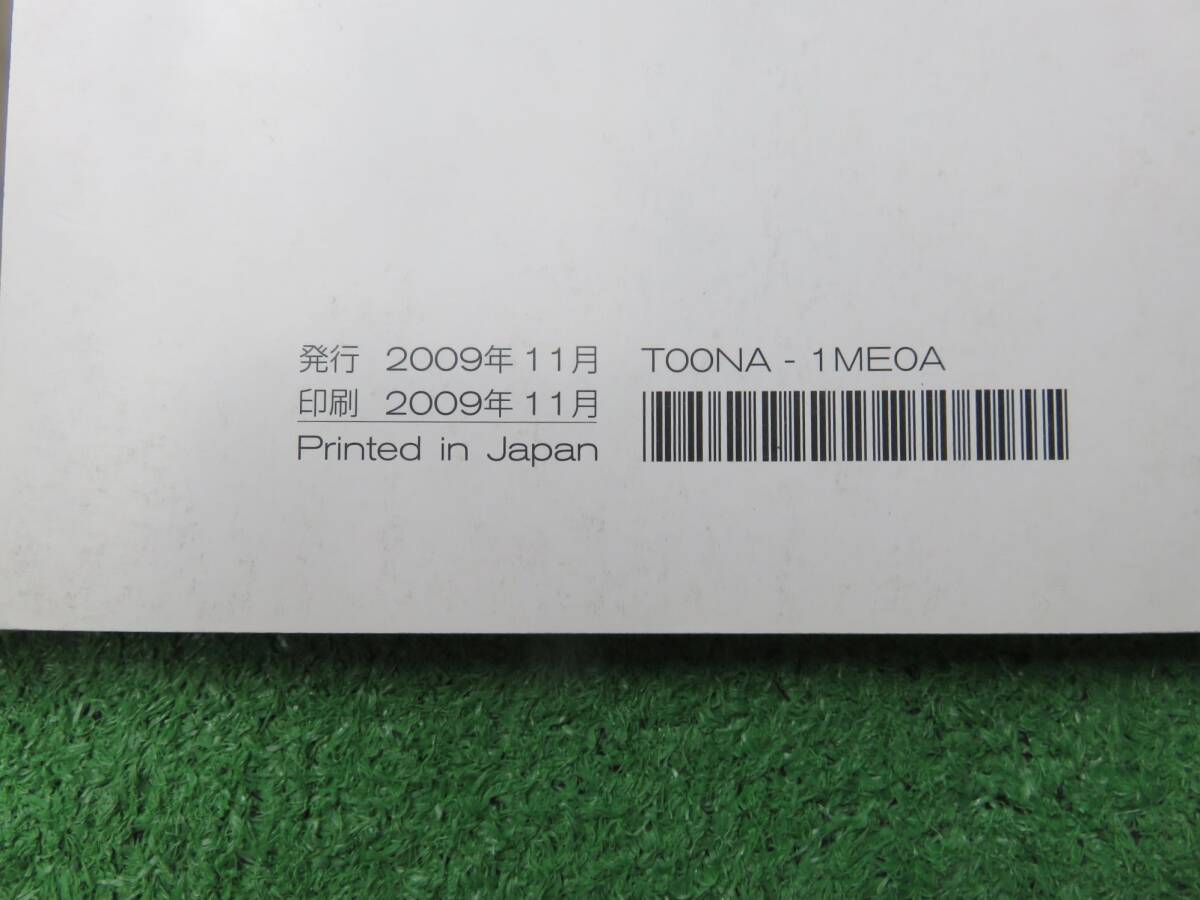 発行 2009年 11月 T00NA - 1ME0A
印刷 2009年 11月
Printed in Japan